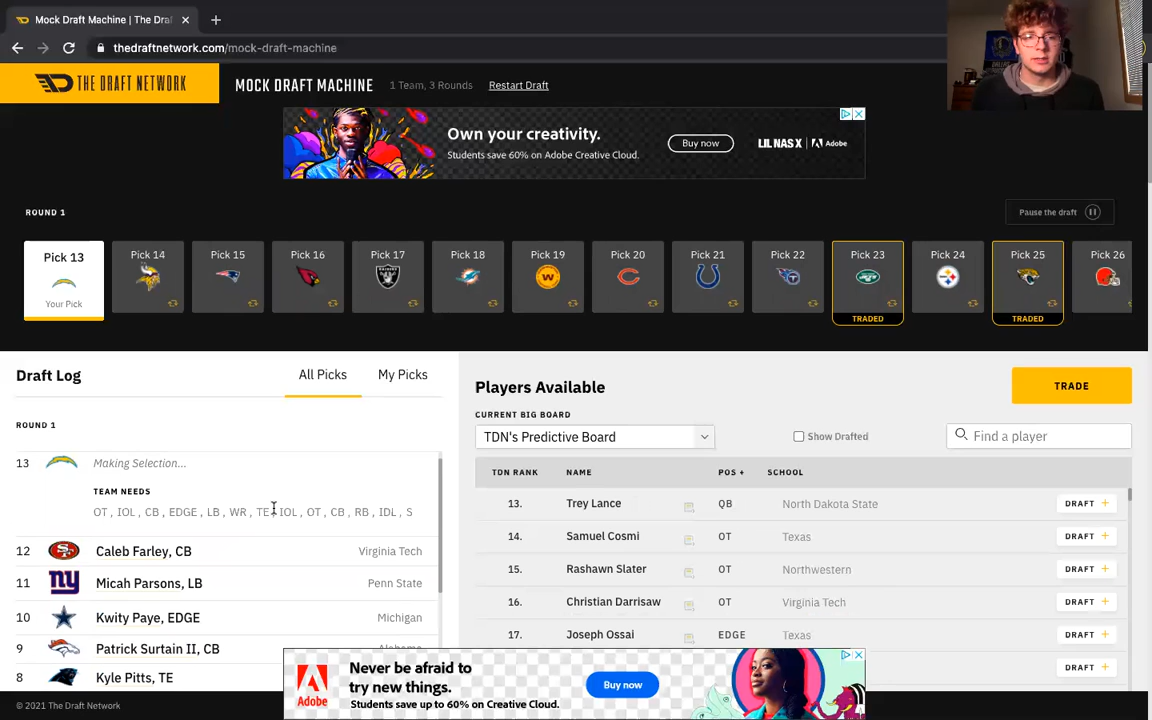 Mock Draft Machine | The Dra
thedraftnetwork.com/mock-draft-machine
THE DRAFT NETWORK
MOCK DRAFT MACHINE
1 Team, 3 Rounds
Restart Draft
Own your creativity.
Students save 60% on Adobe Creative Cloud.
Buy now
LIL NAS X
Adobe
ROUND 1
Pause the draft
Pick 13
Your Pick
Pick 14
Pick 15
Pick 16
Pick 17
Pick 18
Pick 19
Pick 20
Pick 21
Pick 22
Pick 23
TRADED
Pick 24
Pick 25
TRADED
Pick 26
Draft Log
All Picks
My Picks
ROUND 1
13 Making Selection...
TEAM NEEDS
OT , IOL , CB , EDGE , LB , WR , TE , IOL , OT , CB , RB , IDL , S
12 Caleb Farley, CB Virginia Tech
11 Micah Parsons, LB Penn State
10 Kwity Paye, EDGE Michigan
9 Patrick Surtain II, CB Alabama
8 Kyle Pitts, TE
Players Available
TRADE
CURRENT BIG BOARD
TDN's Predictive Board
Show Drafted
Find a player
TDN RANK NAME POS + SCHOOL
13. Trey Lance QB North Dakota State DRAFT +
14. Samuel Cosmi OT Texas DRAFT +
15. Rashawn Slater OT Northwestern DRAFT +
16. Christian Darrisaw OT Virginia Tech DRAFT +
17. Joseph Ossai EDGE Texas DRAFT +
DRAFT +
Adobe
Never be afraid to
try new things.
Students save up to 60% on Creative Cloud.
Buy now
© 2021 The Draft Network